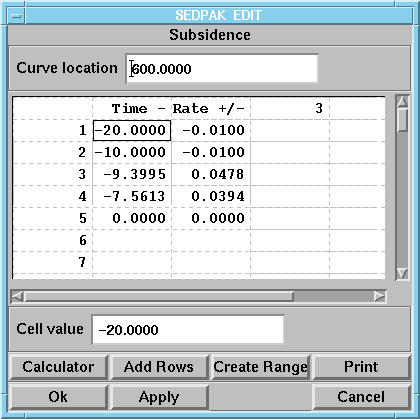 SEDPAK EDIT
Subsidence
Curve location 600.0000
Time - Rate +/- 3
1 -20.0000 -0.0100
2 -10.0000 -0.0100
3 -9.3995 0.0478
4 -7.5613 0.0394
5 0.0000 0.0000
6
7
Cell value -20.0000
Calculator Add Rows Create Range Print
Ok Apply Cancel